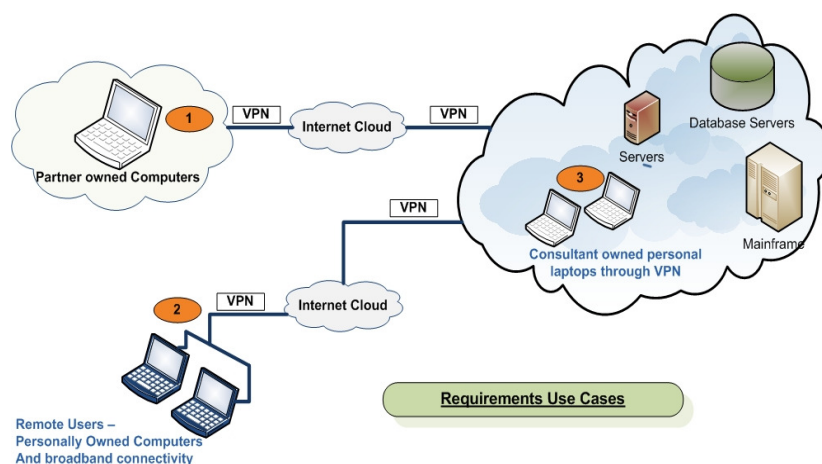 1
VPN
Internet Cloud
VPN
Partner owned Computers
Database Servers
Servers
3
Mainframe
Consultant owned personal
laptops through VPN
VPN
2
VPN
Internet Cloud
Remote Users –
Personally Owned Computers
And broadband connectivity
Requirements Use Cases